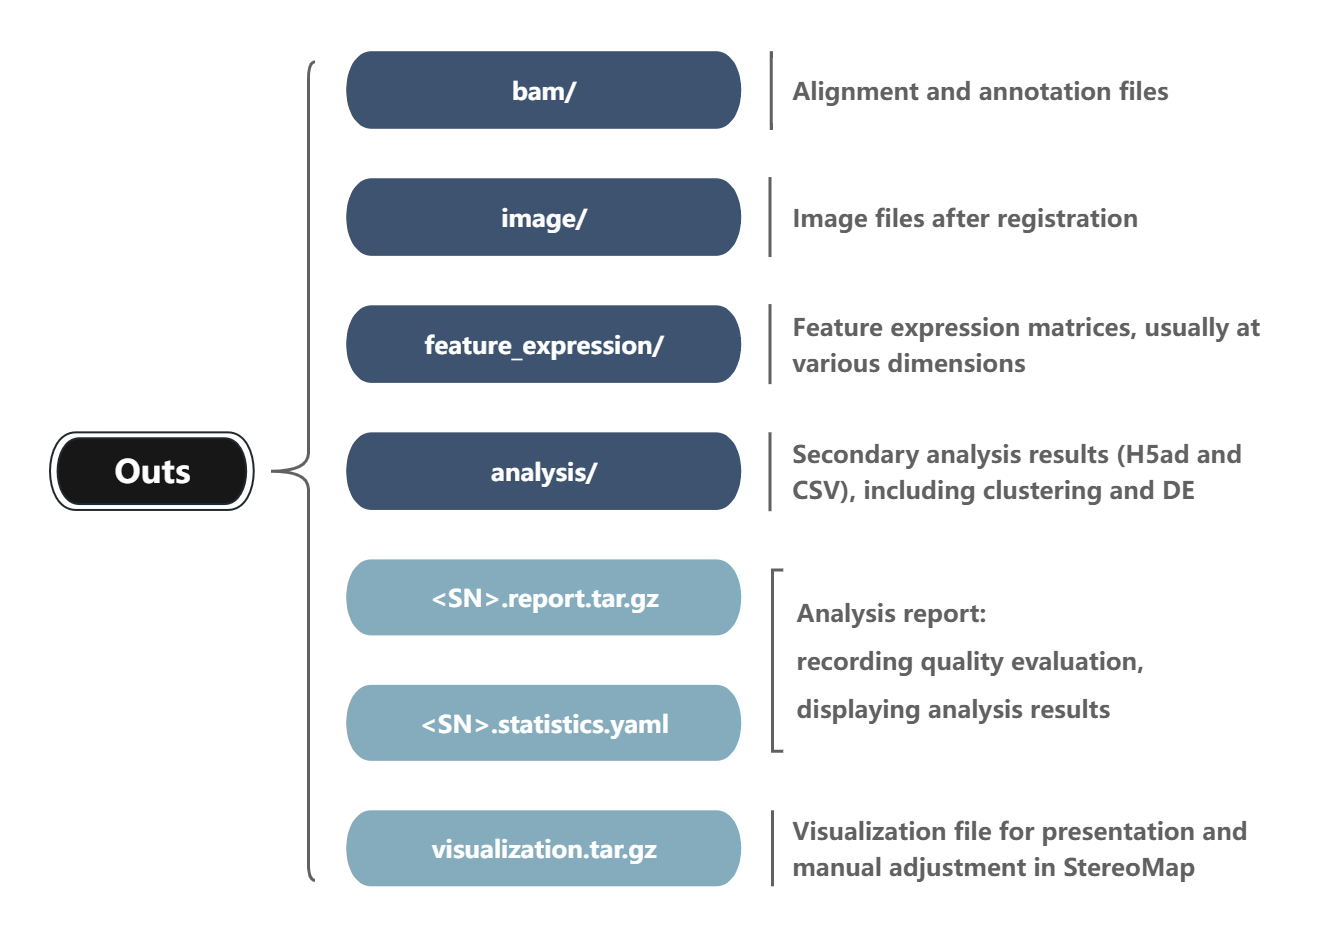 Outs
bam/
Alignment and annotation files
image/
Image files after registration
feature_expression/
Feature expression matrices, usually at
various dimensions
analysis/
Secondary analysis results (H5ad and
CSV), including clustering and DE
<SN>.report.tar.gz
<SN>.statistics.yaml
Analysis report:
recording quality evaluation,
displaying analysis results
visualization.tar.gz
Visualization file for presentation and
manual adjustment in StereoMap